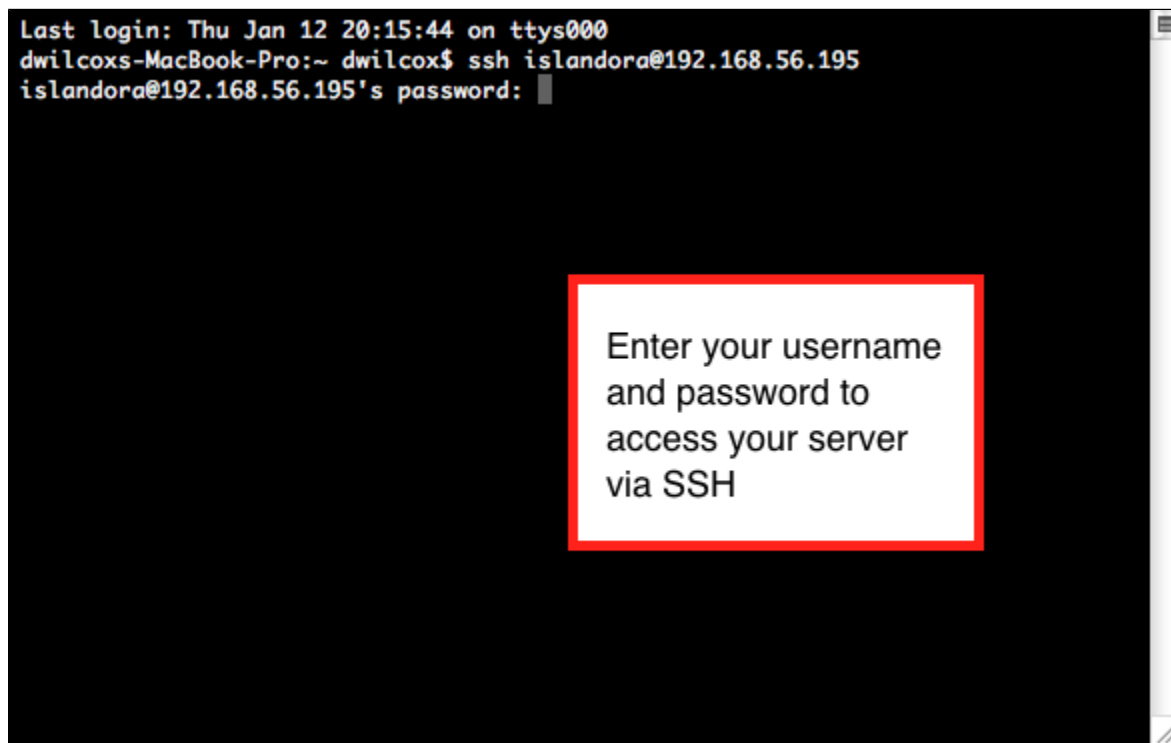 Last login: Thu Jan 12 20:15:44 on ttys000
dwilcoxs-MacBook-Pro:~ dwilcox$ ssh islandora@192.168.56.195
islandora@192.168.56.195's password:
Enter your username
and password to
access your server
via SSH